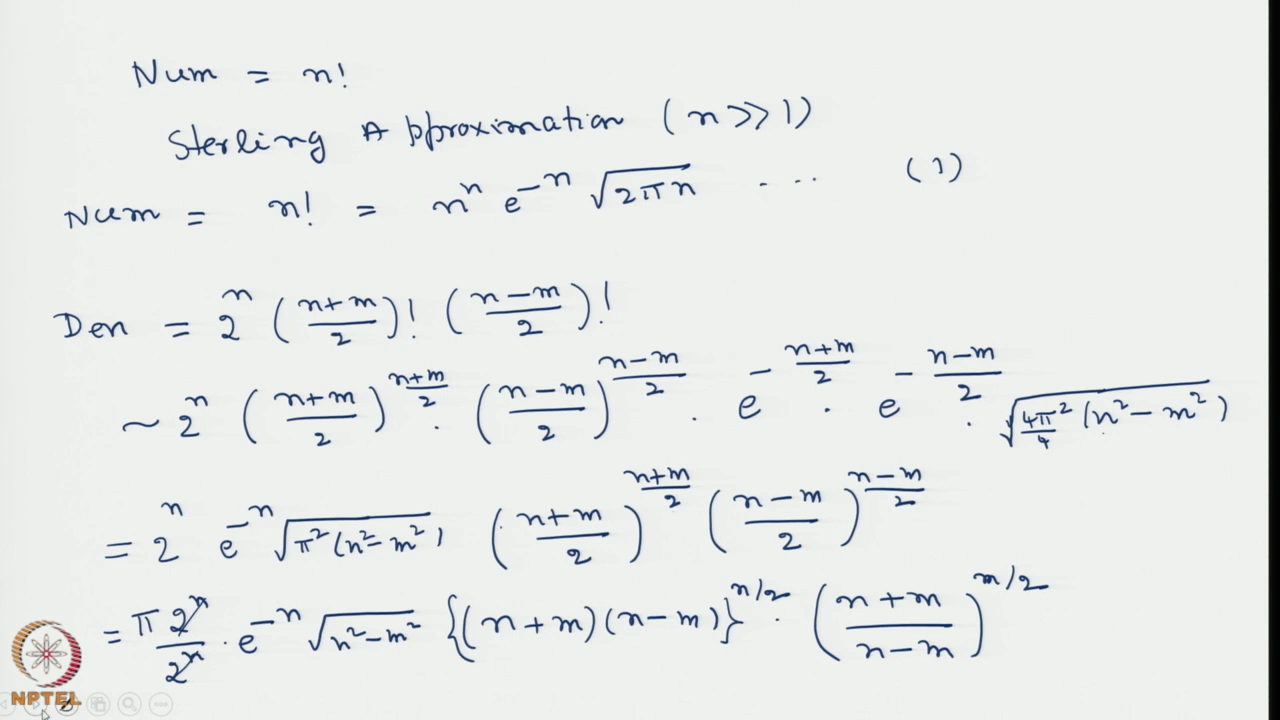 Num = n!
Sterling Approximation (n >> 1)
Num = n! = n^n e^{-n} √(2πn) ... (1)
Den = 2^n ((n+m)/2)! ((n-m)/2)!
~ 2^n ((n+m)/2)^{(n+m)/2} · ((n-m)/2)^{(n-m)/2} · e^{-(n+m)/2} · e^{-(n-m)/2} · √(4π²/4 (n²-m²))
= 2^n e^{-n} √(π²(n²-m²)) ((n+m)/2)^{(n+m)/2} ((n-m)/2)^{(n-m)/2}
= π 2^n/2^n · e^{-n} √(n²-m²) {(n+m)(n-m)}^{n/2} · ((n+m)/(n-m))^{m/2}
NPTEL